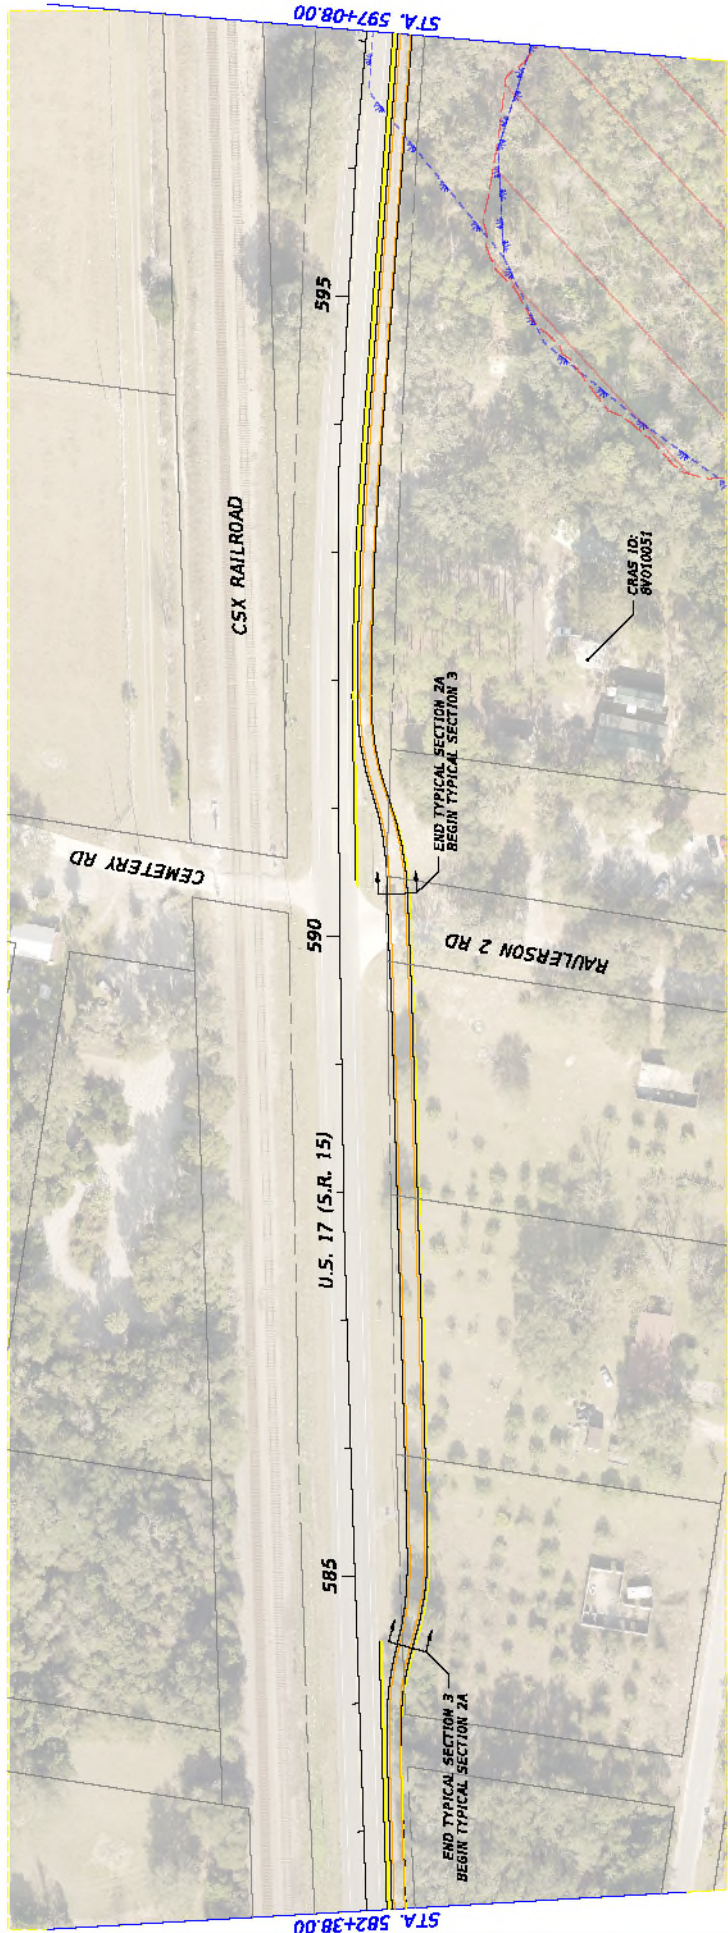 STA. 597+08.00
595
CSX RAILROAD
CRAS ID:
8VO10051
END TYPICAL SECTION 2A
BEGIN TYPICAL SECTION 3
CEMETERY RD
590
RAULERSON 2 RD
U.S. 17 (S.R. 15)
585
END TYPICAL SECTION 3
BEGIN TYPICAL SECTION 2A
STA. 582+38.00